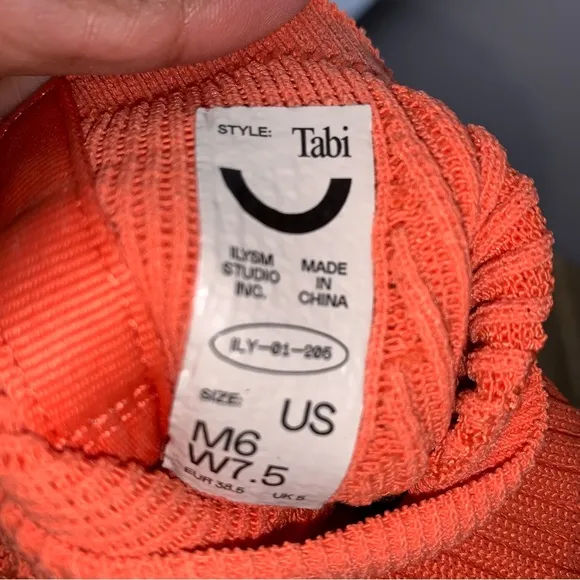 STYLE: Tabi
ILYSM
STUDIO
INC.
MADE
IN
CHINA
ILY-01-205
SIZE: US
M6
W7.5
EUR 38.5 UK 5